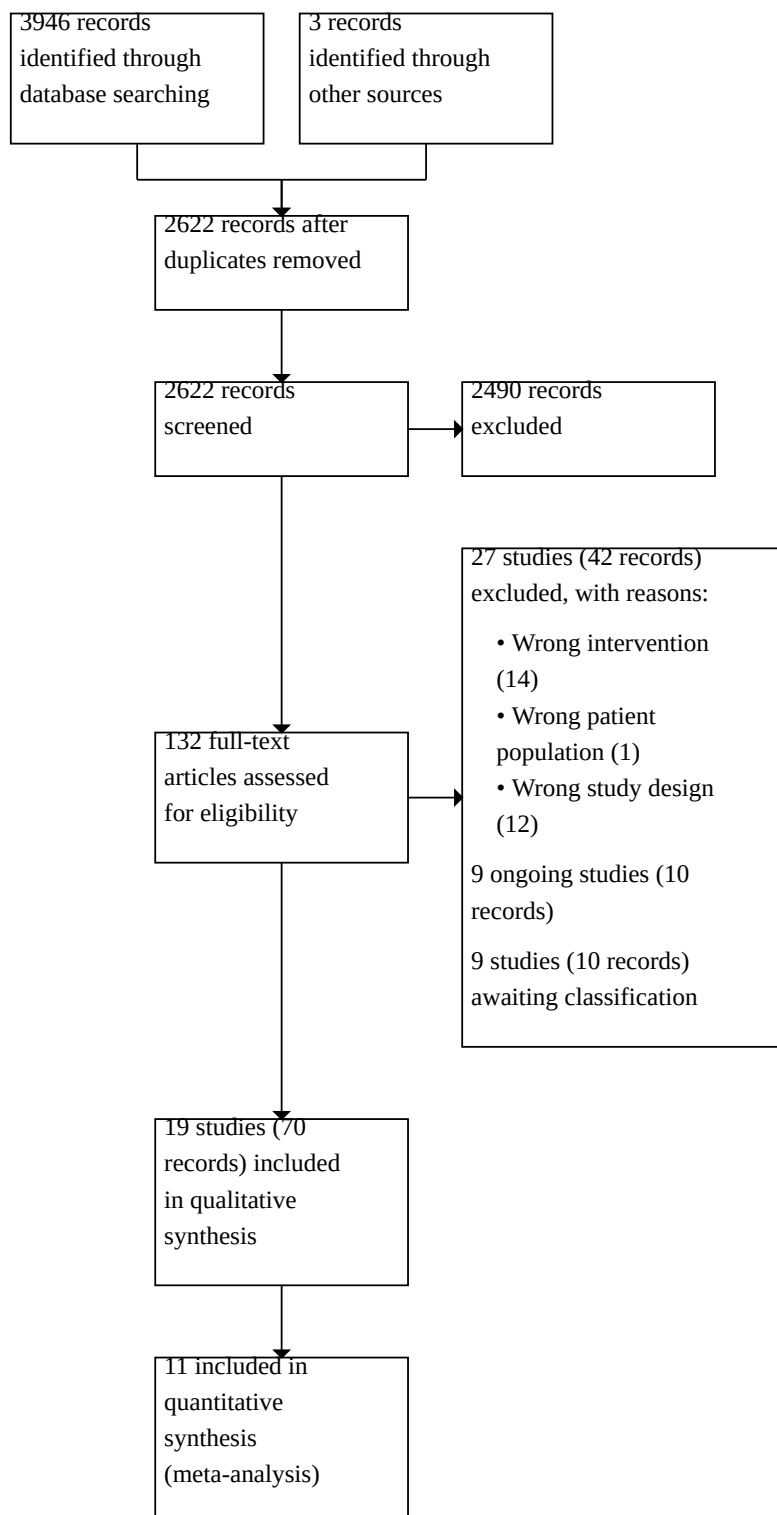 3946 records
identified through
database searching
3 records
identified through
other sources
2622 records after
duplicates removed
2622 records
screened
2490 records
excluded
27 studies (42 records)
excluded, with reasons:
• Wrong intervention
(14)
• Wrong patient
population (1)
• Wrong study design
(12)
9 ongoing studies (10
records)
9 studies (10 records)
awaiting classification
132 full-text
articles assessed
for eligibility
19 studies (70
records) included
in qualitative
synthesis
11 included in
quantitative
synthesis
(meta-analysis)